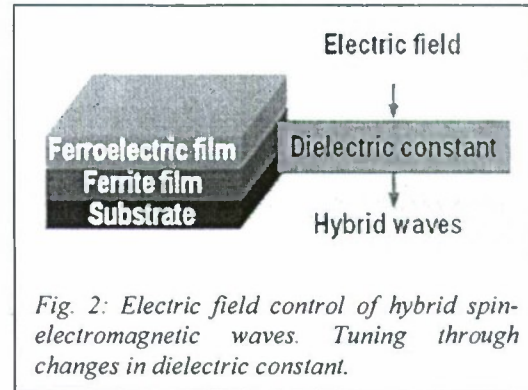 Electric field
Ferroelectric film
Dielectric constant
Ferrite film
Substrate
Hybrid waves
Fig. 2: Electric field control of hybrid spin-
electromagnetic waves. Tuning through
changes in dielectric constant.